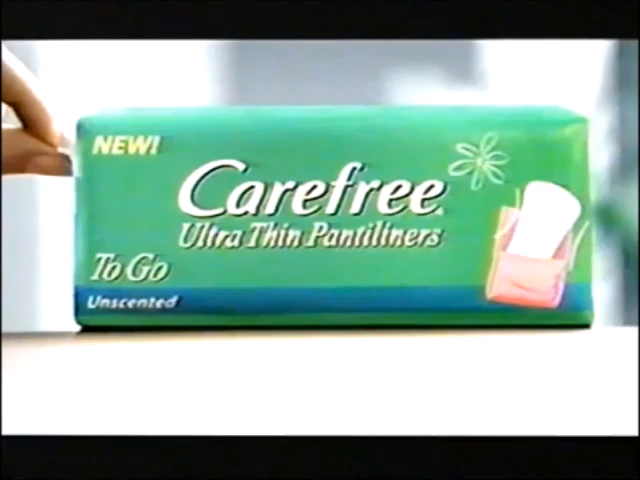 NEW!
Carefree
Ultra Thin Pantiliners
To Go
Unscented